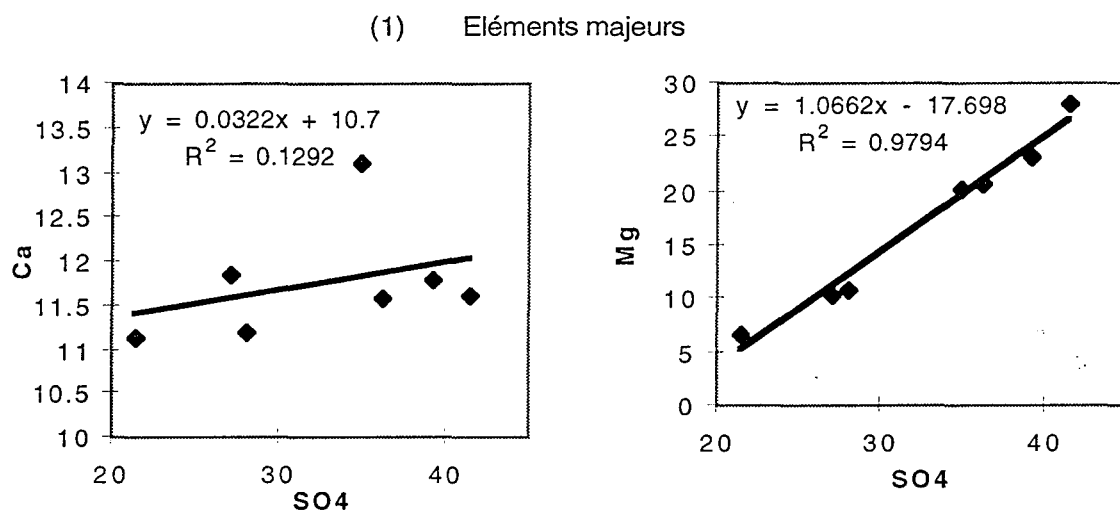 (1) Eléments majeurs
14
13.5
13
12.5
12
11.5
11
10.5
10
Ca
y = 0.0322x + 10.7
R² = 0.1292
20 30 40
SO4
30
25
20
15
10
5
0
Mg
y = 1.0662x - 17.698
R² = 0.9794
20 30 40
SO4